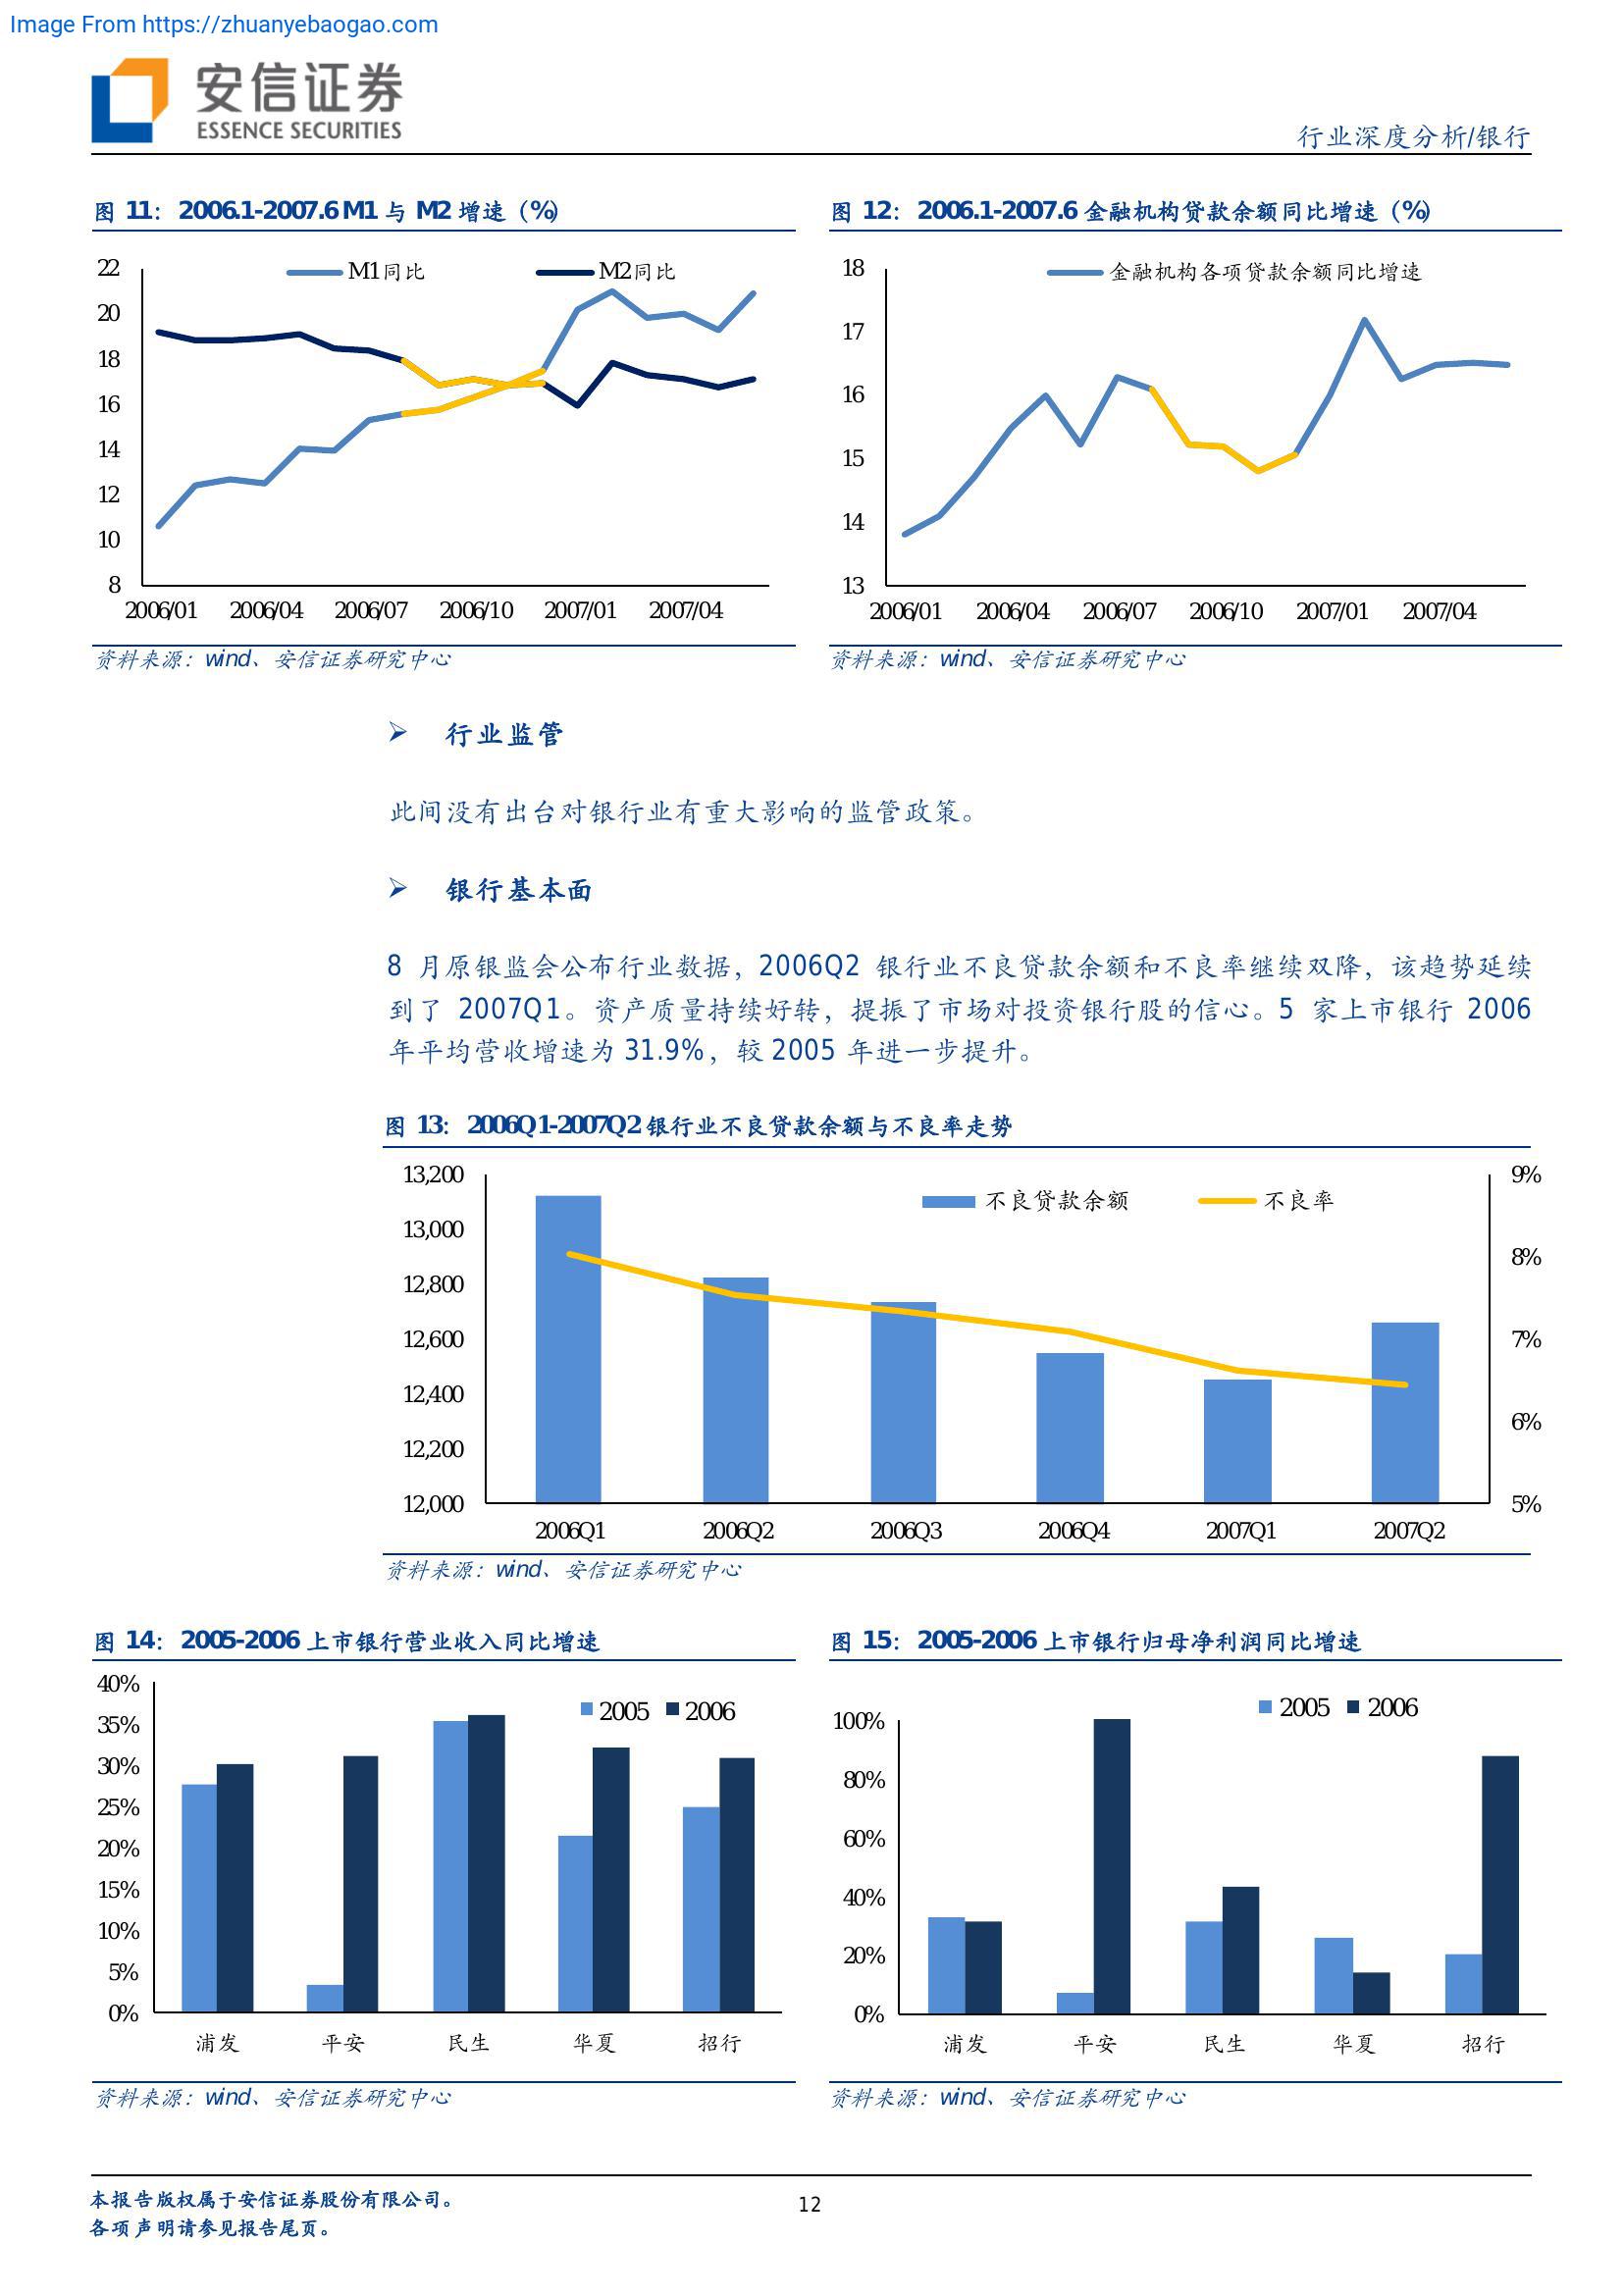 Image From https://zhuanyebaogao.com
安信证券
ESSENCE SECURITIES
行业深度分析/银行
图 11： 2006.1-2007.6 M1 与 M2 增速（%）
M1同比 M2同比
22
20
18
16
14
12
10
8
2006/01 2006/04 2006/07 2006/10 2007/01 2007/04
资料来源：wind、安信证券研究中心
图 12： 2006.1-2007.6 金融机构贷款余额同比增速（%）
金融机构各项贷款余额同比增速
18
17
16
15
14
13
2006/01 2006/04 2006/07 2006/10 2007/01 2007/04
资料来源：wind、安信证券研究中心
➢ 行业监管
此间没有出台对银行业有重大影响的监管政策。
➢ 银行基本面
8 月原银监会公布行业数据，2006Q2 银行业不良贷款余额和不良率继续双降，该趋势延续
到了 2007Q1。资产质量持续好转，提振了市场对投资银行股的信心。5 家上市银行 2006
年平均营收增速为 31.9%，较 2005 年进一步提升。
图 13： 2006Q1-2007Q2 银行业不良贷款余额与不良率走势
不良贷款余额 不良率
13,200
13,000
12,800
12,600
12,400
12,200
12,000
9%
8%
7%
6%
5%
2006Q1 2006Q2 2006Q3 2006Q4 2007Q1 2007Q2
资料来源：wind、安信证券研究中心
图 14： 2005-2006 上市银行营业收入同比增速
2005 2006
40%
35%
30%
25%
20%
15%
10%
5%
0%
浦发 平安 民生 华夏 招行
资料来源：wind、安信证券研究中心
图 15： 2005-2006 上市银行归母净利润同比增速
2005 2006
100%
80%
60%
40%
20%
0%
浦发 平安 民生 华夏 招行
资料来源：wind、安信证券研究中心
本报告版权属于安信证券股份有限公司。
各项声明请参见报告尾页。
12